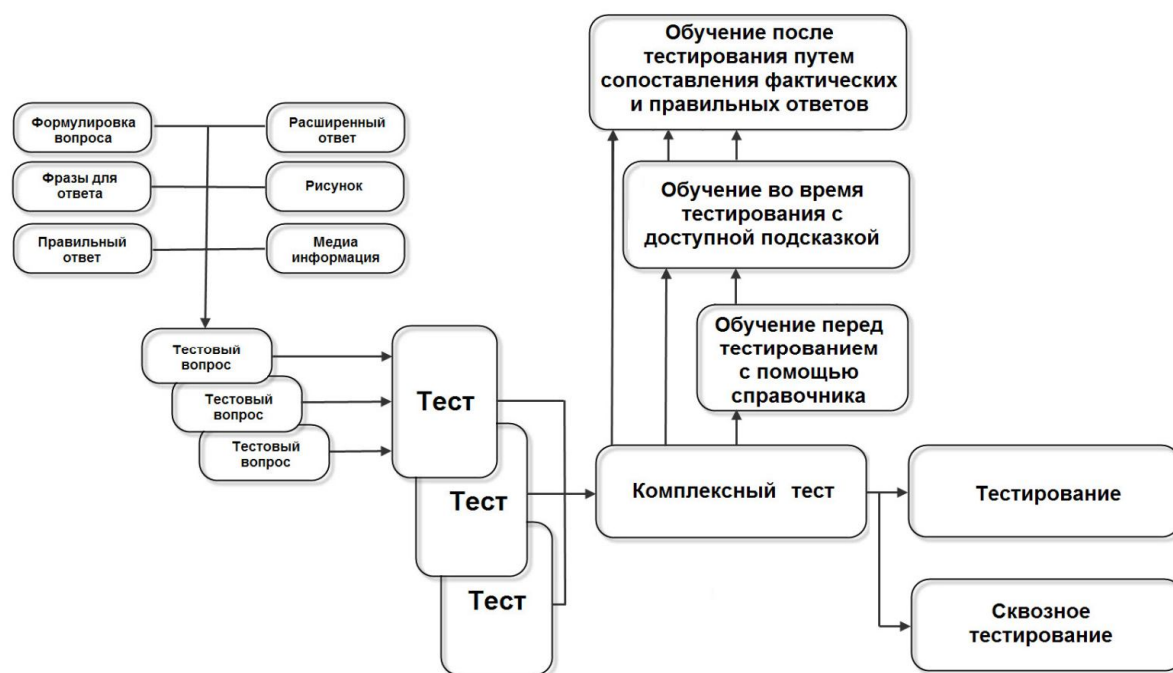 Обучение после
тестирования путем
сопоставления фактических
и правильных ответов
Формулировка
вопроса
Расширенный
ответ
Фразы для
ответа
Рисунок
Обучение во время
тестирования с
доступной подсказкой
Правильный
ответ
Медиа
информация
Обучение перед
тестированием
с помощью
справочника
Тестовый
вопрос
Тестовый
вопрос
Тестовый
вопрос
Тест
Тест
Тест
Комплексный тест
Тестирование
Сквозное
тестирование